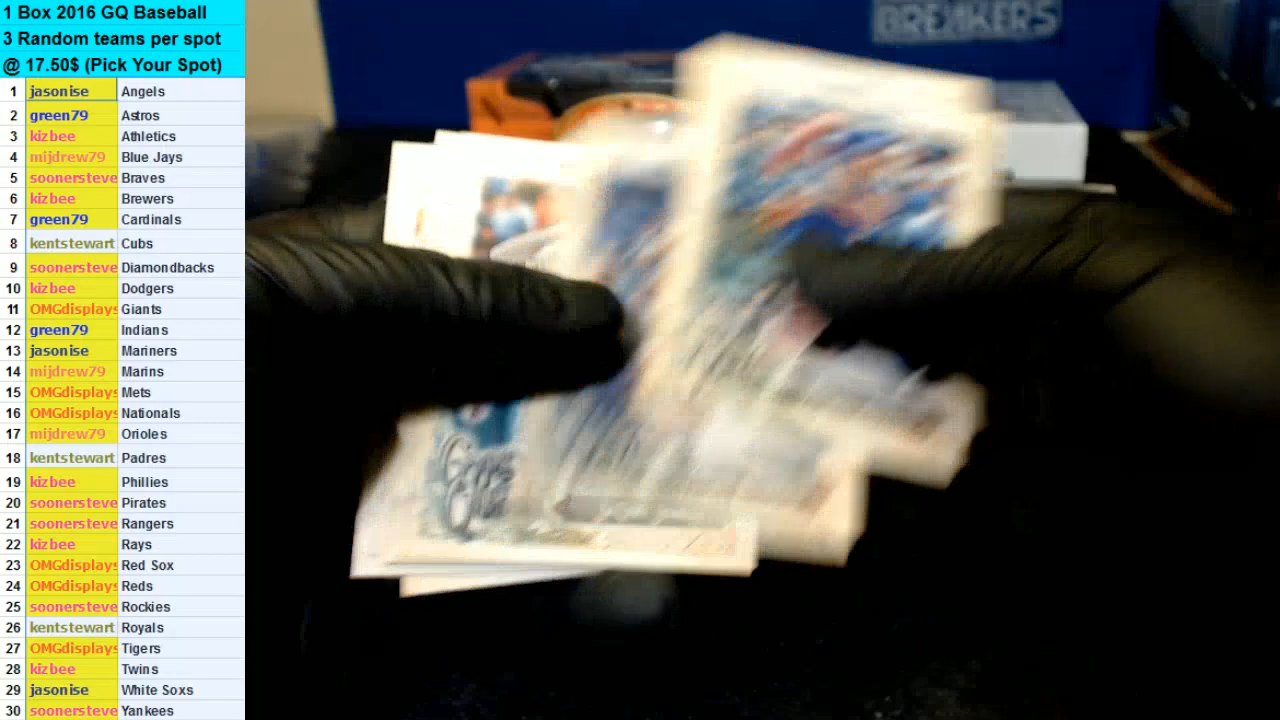 1 Box 2016 GQ Baseball
3 Random teams per spot
@ 17.50$ (Pick Your Spot)
1 jasonise Angels
2 green79 Astros
3 kizbee Athletics
4 mijdrew79 Blue Jays
5 soonersteve Braves
6 kizbee Brewers
7 green79 Cardinals
8 kentstewart Cubs
9 soonersteve Diamondbacks
10 kizbee Dodgers
11 OMGdisplays Giants
12 green79 Indians
13 jasonise Mariners
14 mijdrew79 Marins
15 OMGdisplays Mets
16 OMGdisplays Nationals
17 mijdrew79 Orioles
18 kentstewart Padres
19 kizbee Phillies
20 soonersteve Pirates
21 soonersteve Rangers
22 kizbee Rays
23 OMGdisplays Red Sox
24 OMGdisplays Reds
25 soonersteve Rockies
26 kentstewart Royals
27 OMGdisplays Tigers
28 kizbee Twins
29 jasonise White Soxs
30 soonersteve Yankees
BREAKERS